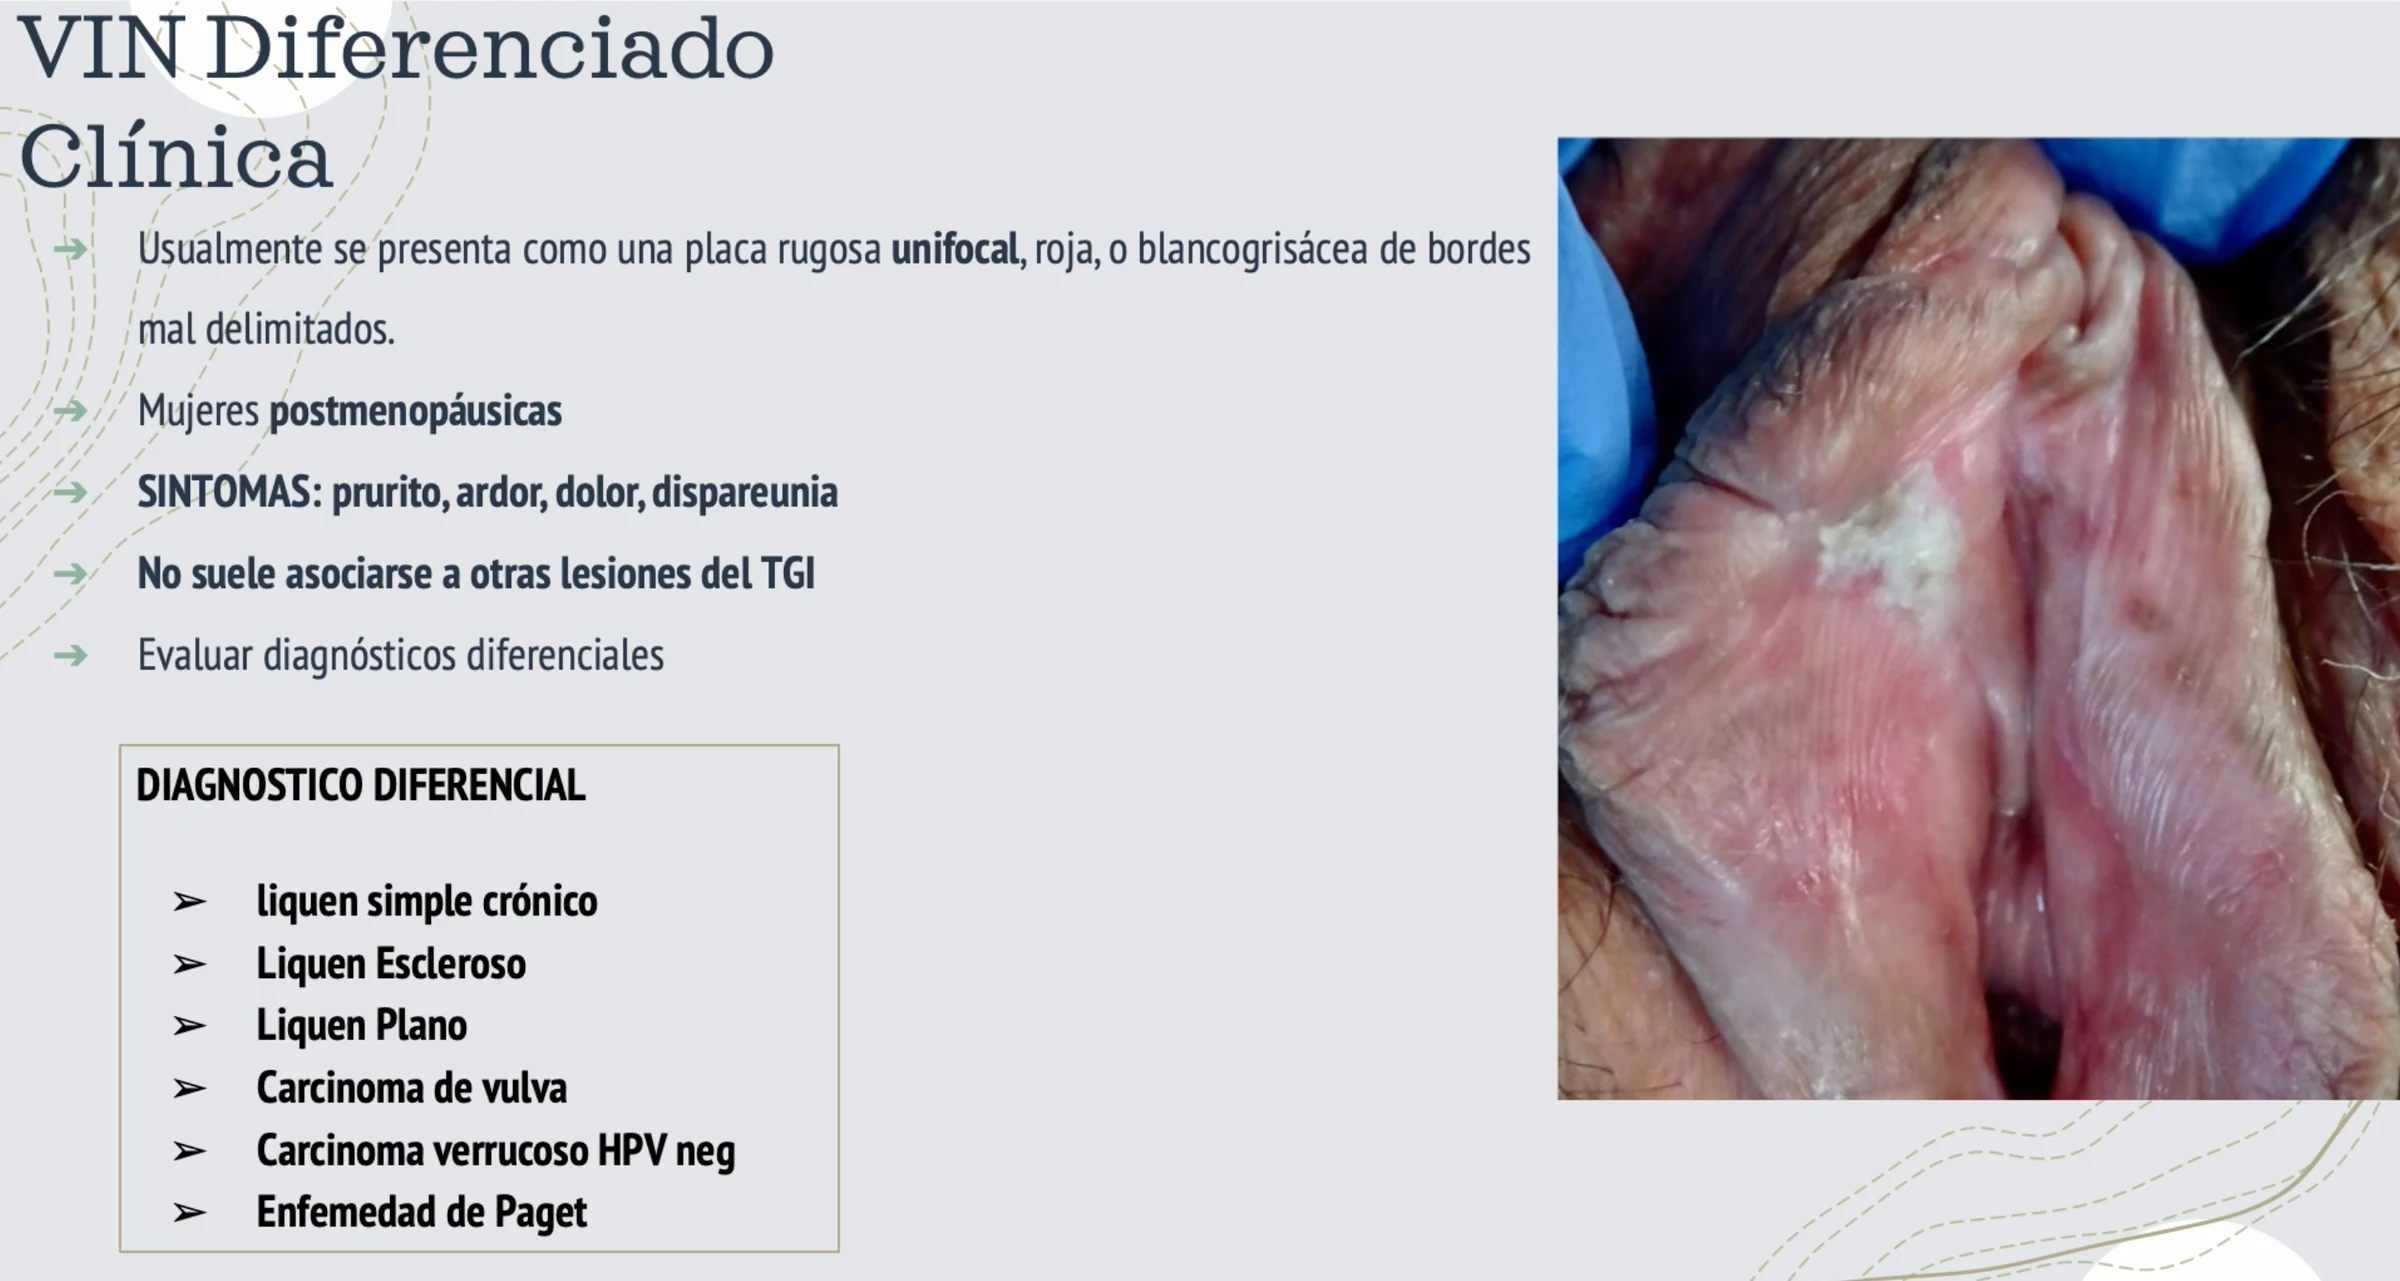 VIN Diferenciado
Clínica
➔ Usualmente se presenta como una placa rugosa unifocal, roja, o blancogrisácea de bordes
mal delimitados.
➔ Mujeres postmenopáusicas
➔ SINTOMAS: prurito, ardor, dolor, dispareunia
➔ No suele asociarse a otras lesiones del TGI
➔ Evaluar diagnósticos diferenciales
DIAGNOSTICO DIFERENCIAL
➢ liquen simple crónico
➢ Liquen Escleroso
➢ Liquen Plano
➢ Carcinoma de vulva
➢ Carcinoma verrucoso HPV neg
➢ Enfemedad de Paget